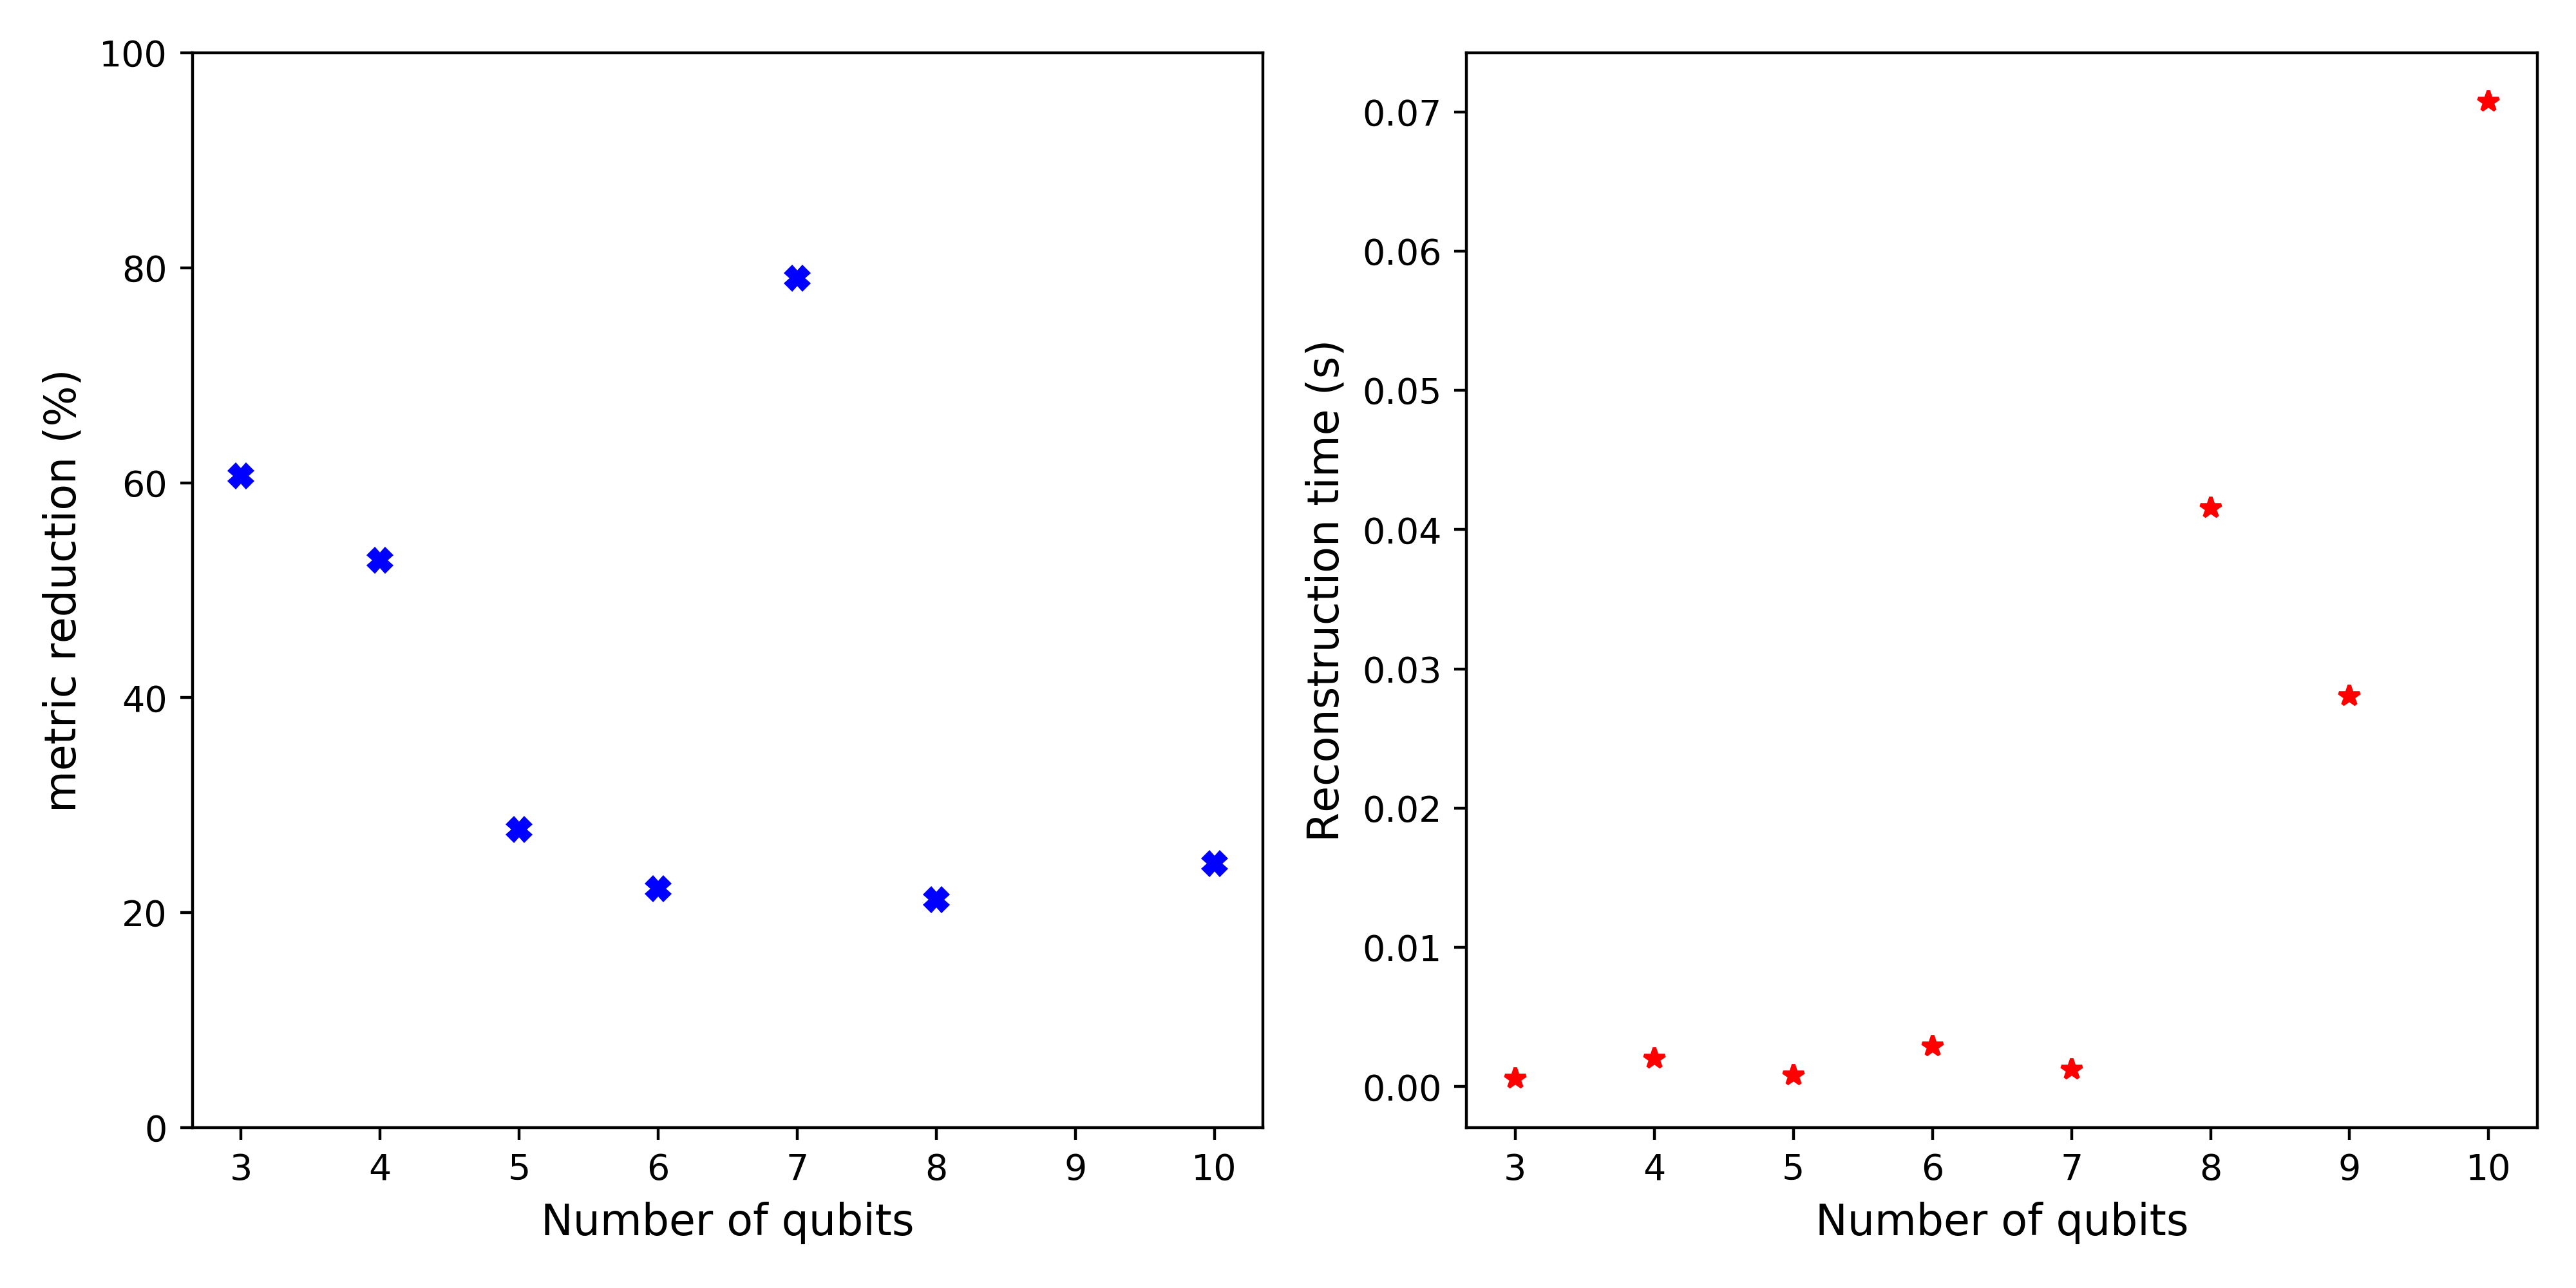 metric reduction (%)
100
80
60
40
20
0
3 4 5 6 7 8 9 10
Number of qubits
Reconstruction time (s)
0.07
0.06
0.05
0.04
0.03
0.02
0.01
0.00
3 4 5 6 7 8 9 10
Number of qubits